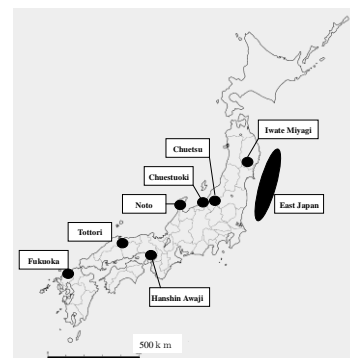 Iwate Miyagi
Chuetsu
Chuestuoki
Noto
East Japan
Tottori
Fukuoka
Hanshin Awaji
500 k m